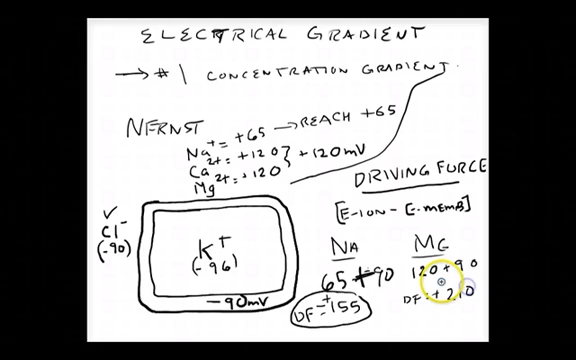 ELECTRICAL GRADIENT
→ #1 CONCENTRATION GRADIENT
NERNST
Na+ = +65 → REACH +65
Ca2+ = +120 } +120mV
Mg2+ = +120
DRIVING FORCE
[E-ION - E-MEMB]
✓
Cl-
(-90)
K+
(-96)
-90mV
NA
65 + 90
DF = +155
MG
120 + 90
DF = + 210